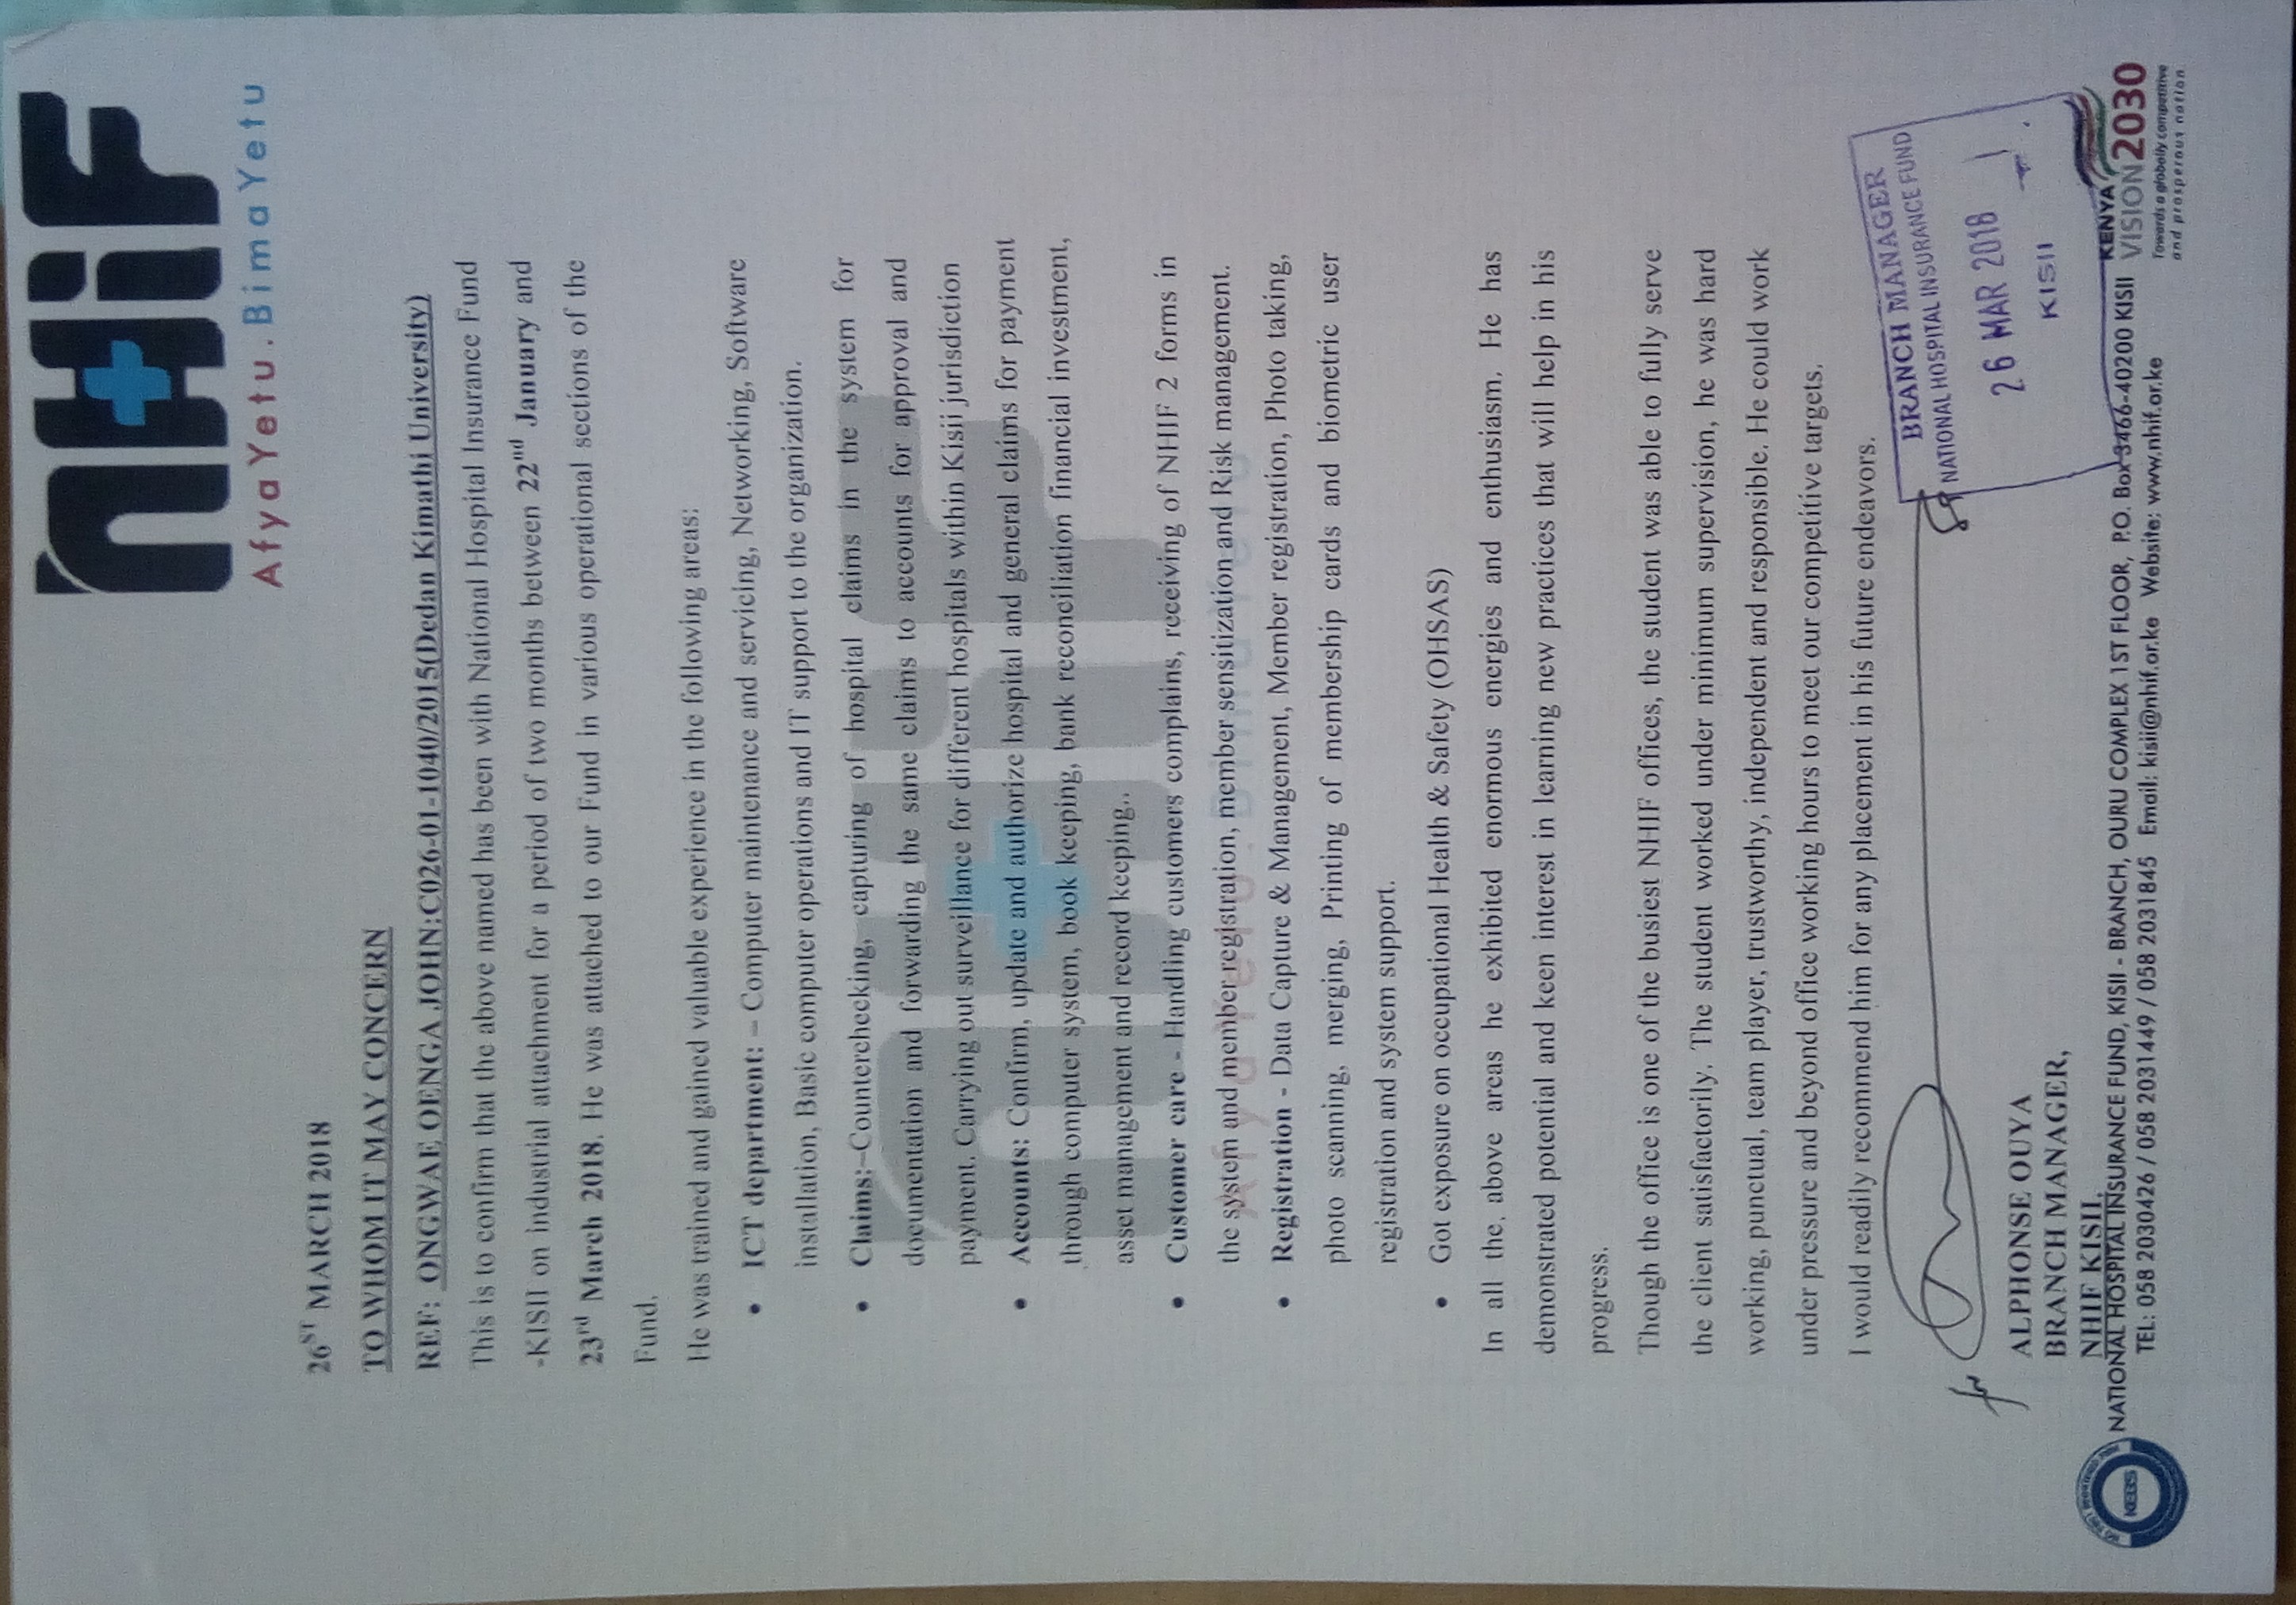 nHiF
AfyaYetu.BimaYetu
26ST MARCH 2018
TO WHOM IT MAY CONCERN
REF: ONGWAE OENGA JOHN:C026-01-1040/2015(Dedan Kimathi University)
This is to confirm that the above named has been with National Hospital Insurance Fund
-KISII on industrial attachment for a period of two months between 22nd January and
23rd March 2018. He was attached to our Fund in various operational sections of the
Fund.
He was trained and gained valuable experience in the following areas:
• ICT department: – Computer maintenance and servicing, Networking, Software
installation, Basic computer operations and IT support to the organization.
• Claims:–Counterchecking, capturing of hospital claims in the system for
documentation and forwarding the same claims to accounts for approval and
payment. Carrying out surveillance for different hospitals within Kisii jurisdiction
• Accounts: Confirm, update and authorize hospital and general claims for payment
through computer system, book keeping, bank reconciliation financial investment,
asset management and record keeping..
• Customer care - Handling customers complains, receiving of NHIF 2 forms in
the system and member registration, member sensitization and Risk management.
• Registration - Data Capture & Management, Member registration, Photo taking,
photo scanning, merging, Printing of membership cards and biometric user
registration and system support.
• Got exposure on occupational Health & Safety (OHSAS)
In all the, above areas he exhibited enormous energies and enthusiasm. He has
demonstrated potential and keen interest in learning new practices that will help in his
progress.
Though the office is one of the busiest NHIF offices, the student was able to fully serve
the client satisfactorily. The student worked under minimum supervision, he was hard
working, punctual, team player, trustworthy, independent and responsible. He could work
under pressure and beyond office working hours to meet our competitive targets.
I would readily recommend him for any placement in his future endeavors.
BRANCH MANAGER
NATIONAL HOSPITAL INSURANCE FUND
26 MAR 2018
KISII
for
ALPHONSE OUYA
BRANCH MANAGER,
NHIF KISII.
KEBS
NATIONAL HOSPITAL INSURANCE FUND, KISII - BRANCH, OURU COMPLEX 1ST FLOOR, P.O. Box 3466-40200 KISII
TEL: 058 2030426 / 058 2031449 / 058 2031845 Email: kisii@nhif.or.ke Website: www.nhif.or.ke
KENYA
VISION 2030
Towards a globally competitive
and prosperous nation